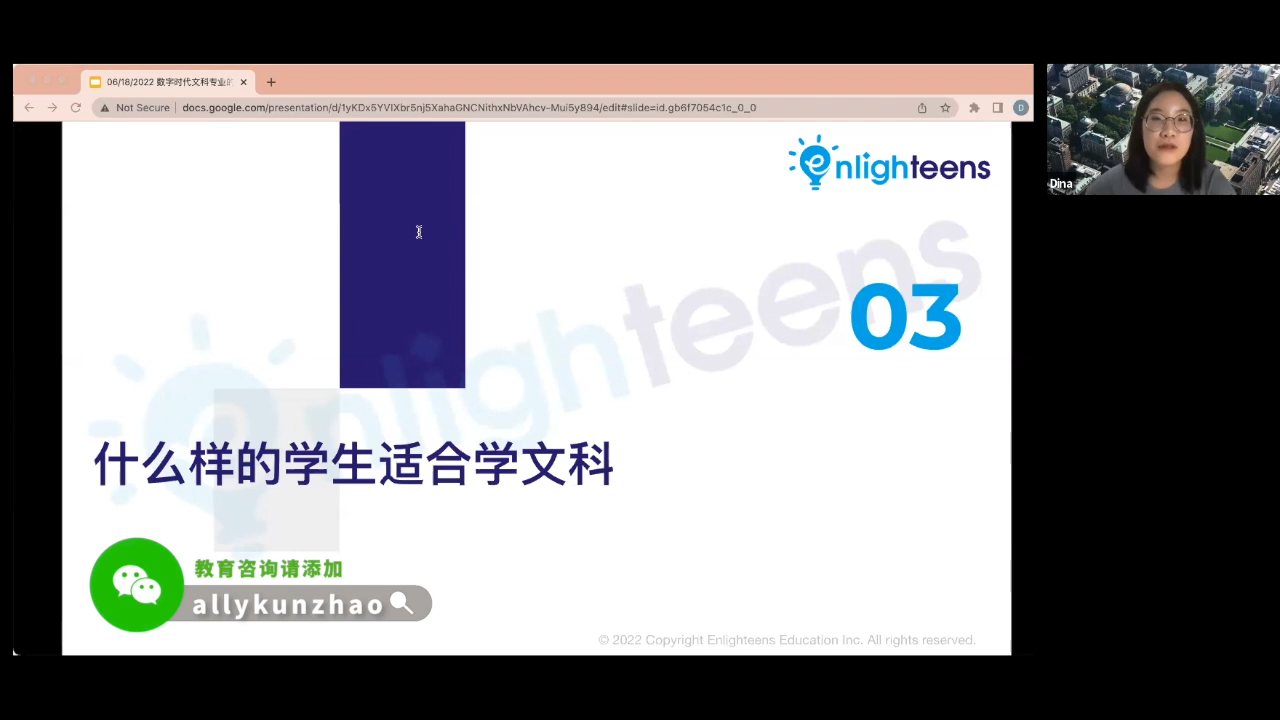 06/18/2022 数字时代文科专业的
Not Secure
docs.google.com/presentation/d/1yKDx5YVIXbr5nj5XahaGNCNithxNbVAhcv-Mui5y894/edit#slide=id.gb6f7054c1c_0_0
D
enlighteens
Dina
enlighteens
03
什么样的学生适合学文科
教育咨询请添加
allykunzhao
© 2022 Copyright Enlighteens Education Inc. All rights reserved.